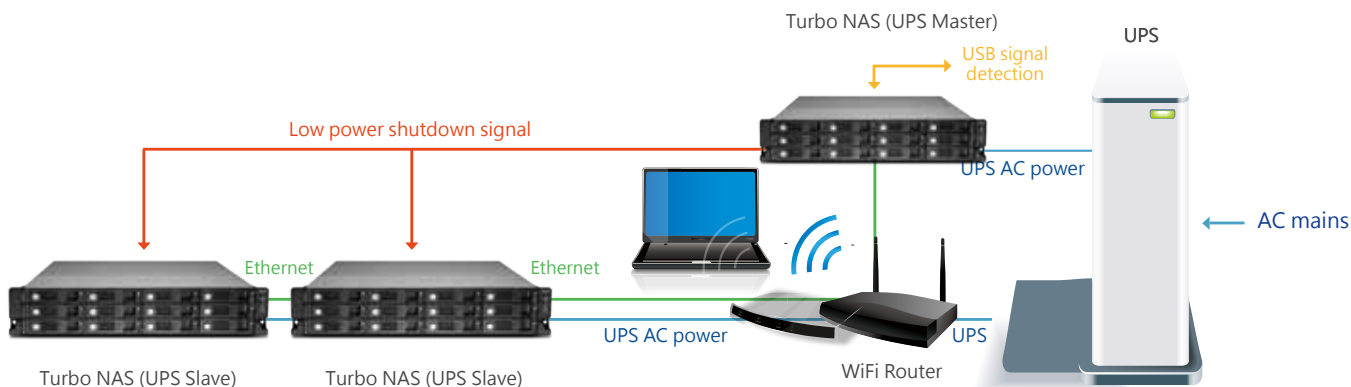 Turbo NAS (UPS Master)
UPS
USB signal
detection
Low power shutdown signal
UPS AC power
AC mains
Ethernet
Ethernet
UPS AC power
UPS
WiFi Router
Turbo NAS (UPS Slave)
Turbo NAS (UPS Slave)